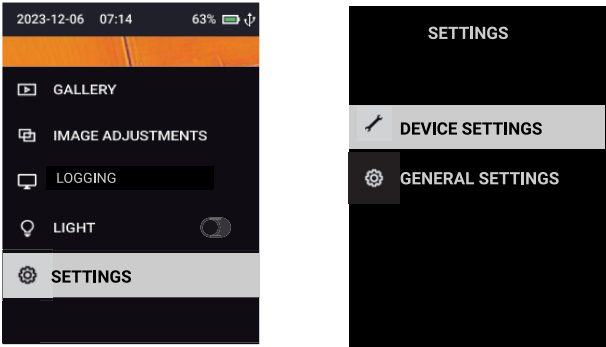 2023-12-06 07:14 63%
GALLERY
IMAGE ADJUSTMENTS
LOGGING
LIGHT
SETTINGS
SETTINGS
DEVICE SETTINGS
GENERAL SETTINGS